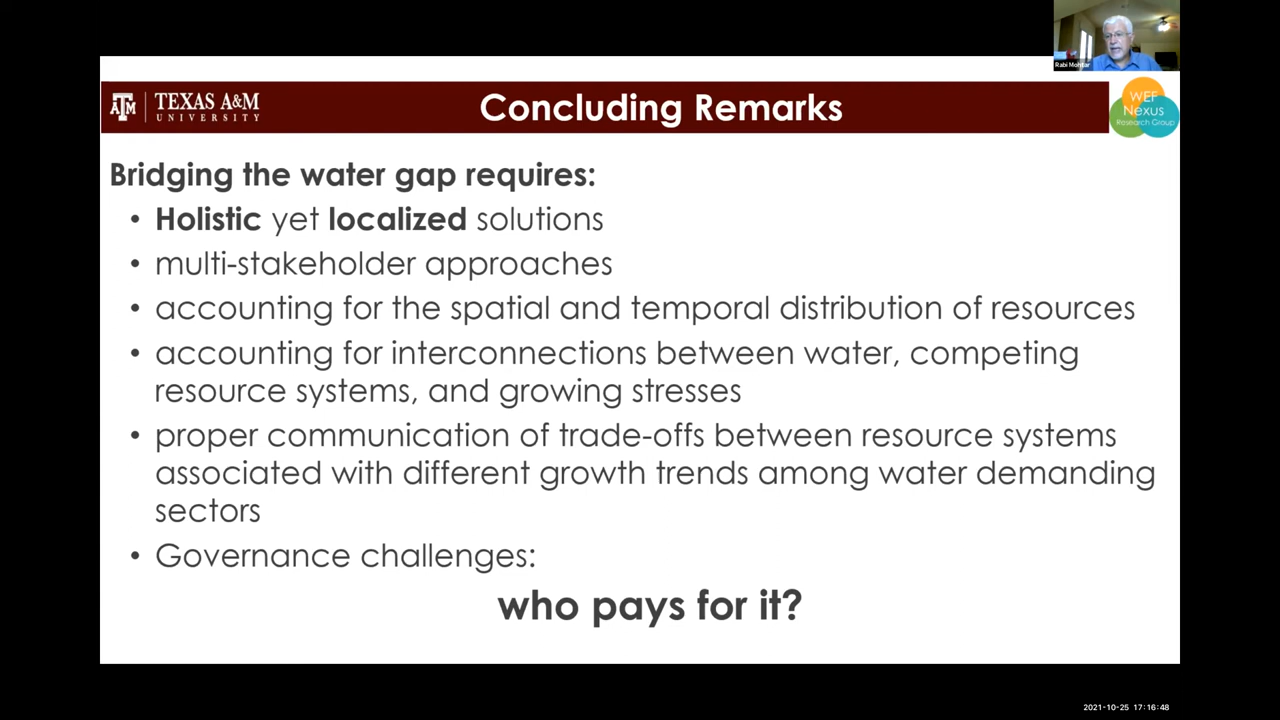 Rabi Mohtar
TEXAS A&M
UNIVERSITY
ATM
Concluding Remarks
WEF
Nexus
Research Group
Bridging the water gap requires:
• Holistic yet localized solutions
• multi-stakeholder approaches
• accounting for the spatial and temporal distribution of resources
• accounting for interconnections between water, competing
resource systems, and growing stresses
• proper communication of trade-offs between resource systems
associated with different growth trends among water demanding
sectors
• Governance challenges:
who pays for it?
2021-10-25 17:16:48